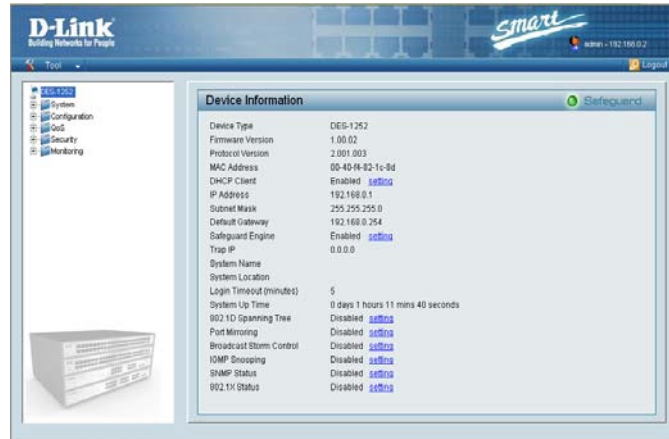 D-Link
Building Networks for People
Smart
admin - 192.168.0.2
Tool
Logout
DES-1252
System
Configuration
QoS
Security
Monitoring
Device Information
Safeguard
Device Type DES-1252
Firmware Version 1.00.02
Protocol Version 2.001.003
MAC Address 00-40-f4-82-1c-8d
DHCP Client Enabled setting
IP Address 192.168.0.1
Subnet Mask 255.255.255.0
Default Gateway 192.168.0.254
Safeguard Engine Enabled setting
Trap IP 0.0.0.0
System Name
System Location
Login Timeout (minutes) 5
System Up Time 0 days 1 hours 11 mins 40 seconds
802.1D Spanning Tree Disabled setting
Port Mirroring Disabled setting
Broadcast Storm Control Disabled setting
IGMP Snooping Disabled setting
SNMP Status Disabled setting
802.1X Status Disabled setting